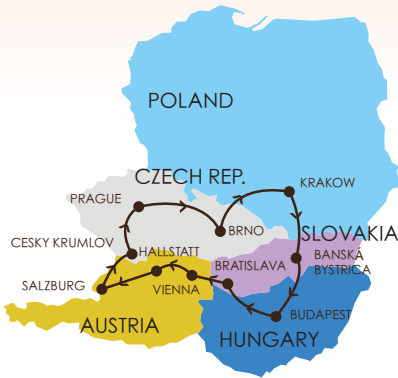 POLAND
CZECH REP.
KRAKOW
PRAGUE
BRNO
SLOVAKIA
CESKY KRUMLOV
HALLSTATT
BANSKÁ
BYSTRICA
BRATISLAVA
SALZBURG
VIENNA
BUDAPEST
AUSTRIA
HUNGARY